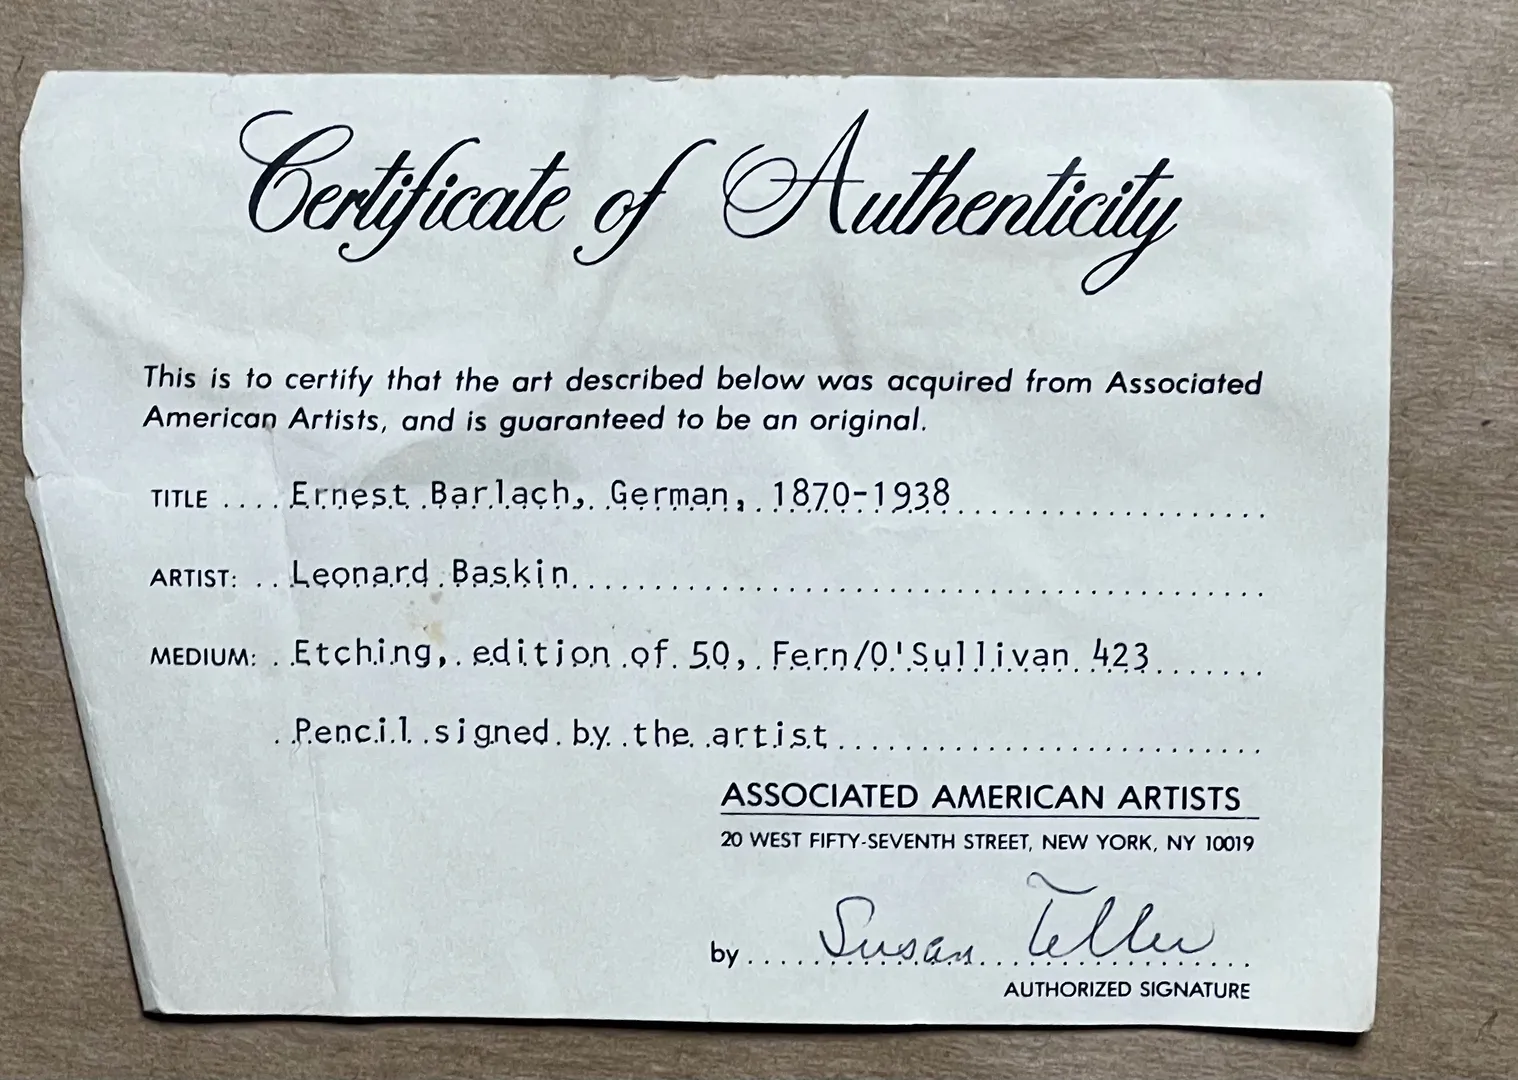 Certificate of Authenticity
This is to certify that the art described below was acquired from Associated
American Artists, and is guaranteed to be an original.
TITLE .... Ernest Barlach, German, 1870-1938
ARTIST: .. Leonard Baskin
MEDIUM: . Etching, edition of 50, Fern/O'Sullivan 423
Pencil signed by the artist
ASSOCIATED AMERICAN ARTISTS
20 WEST FIFTY-SEVENTH STREET, NEW YORK, NY 10019
by .... Susan Teller
AUTHORIZED SIGNATURE